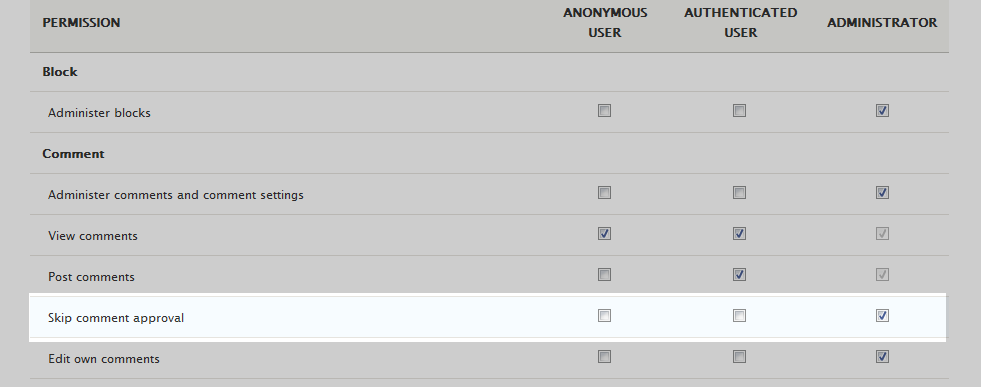 PERMISSION
ANONYMOUS USER
AUTHENTICATED USER
ADMINISTRATOR
Block
Administer blocks
Comment
Administer comments and comment settings
View comments
Post comments
Skip comment approval
Edit own comments